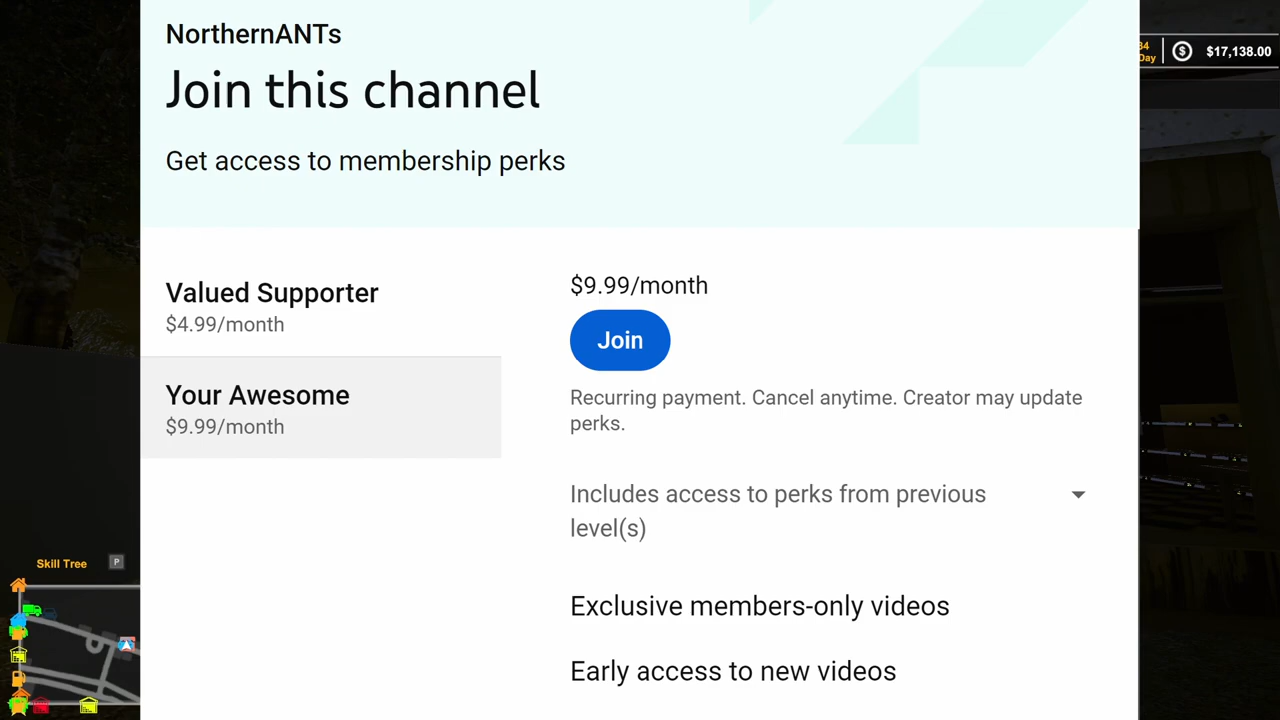 NorthernANTs
Join this channel
Get access to membership perks
Valued Supporter
$4.99/month
Your Awesome
$9.99/month
$9.99/month
Join
Recurring payment. Cancel anytime. Creator may update
perks.
Includes access to perks from previous
level(s)
Exclusive members-only videos
Early access to new videos
Day
$17,138.00
Skill Tree
P